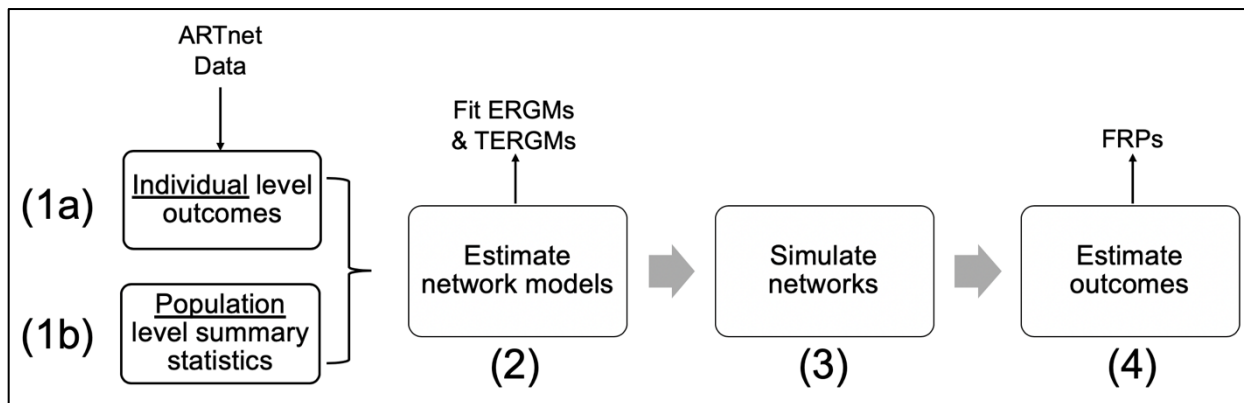 ARTnet
Data
(1a)
Individual level
outcomes
(1b)
Population
level summary
statistics
Fit ERGMs
& TERGMs
Estimate
network models
(2)
Simulate
networks
(3)
FRPs
Estimate
outcomes
(4)